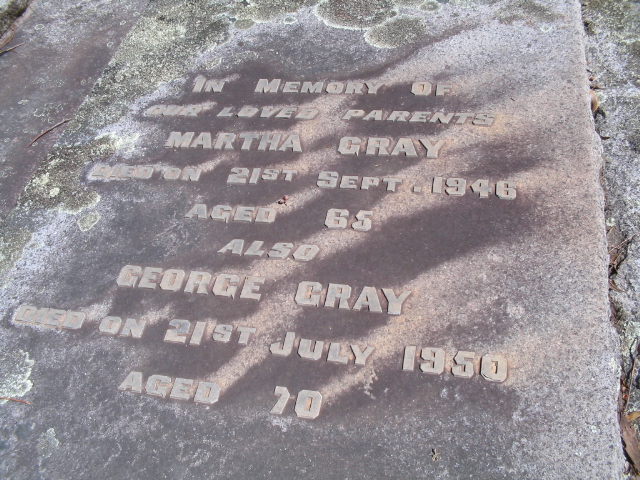 IN MEMORY OF
OUR LOVED PARENTS
MARTHA GRAY
DIED ON 21ST SEPT. 1946
AGED 65
ALSO
GEORGE GRAY
DIED ON 21ST JULY 1950
AGED 70